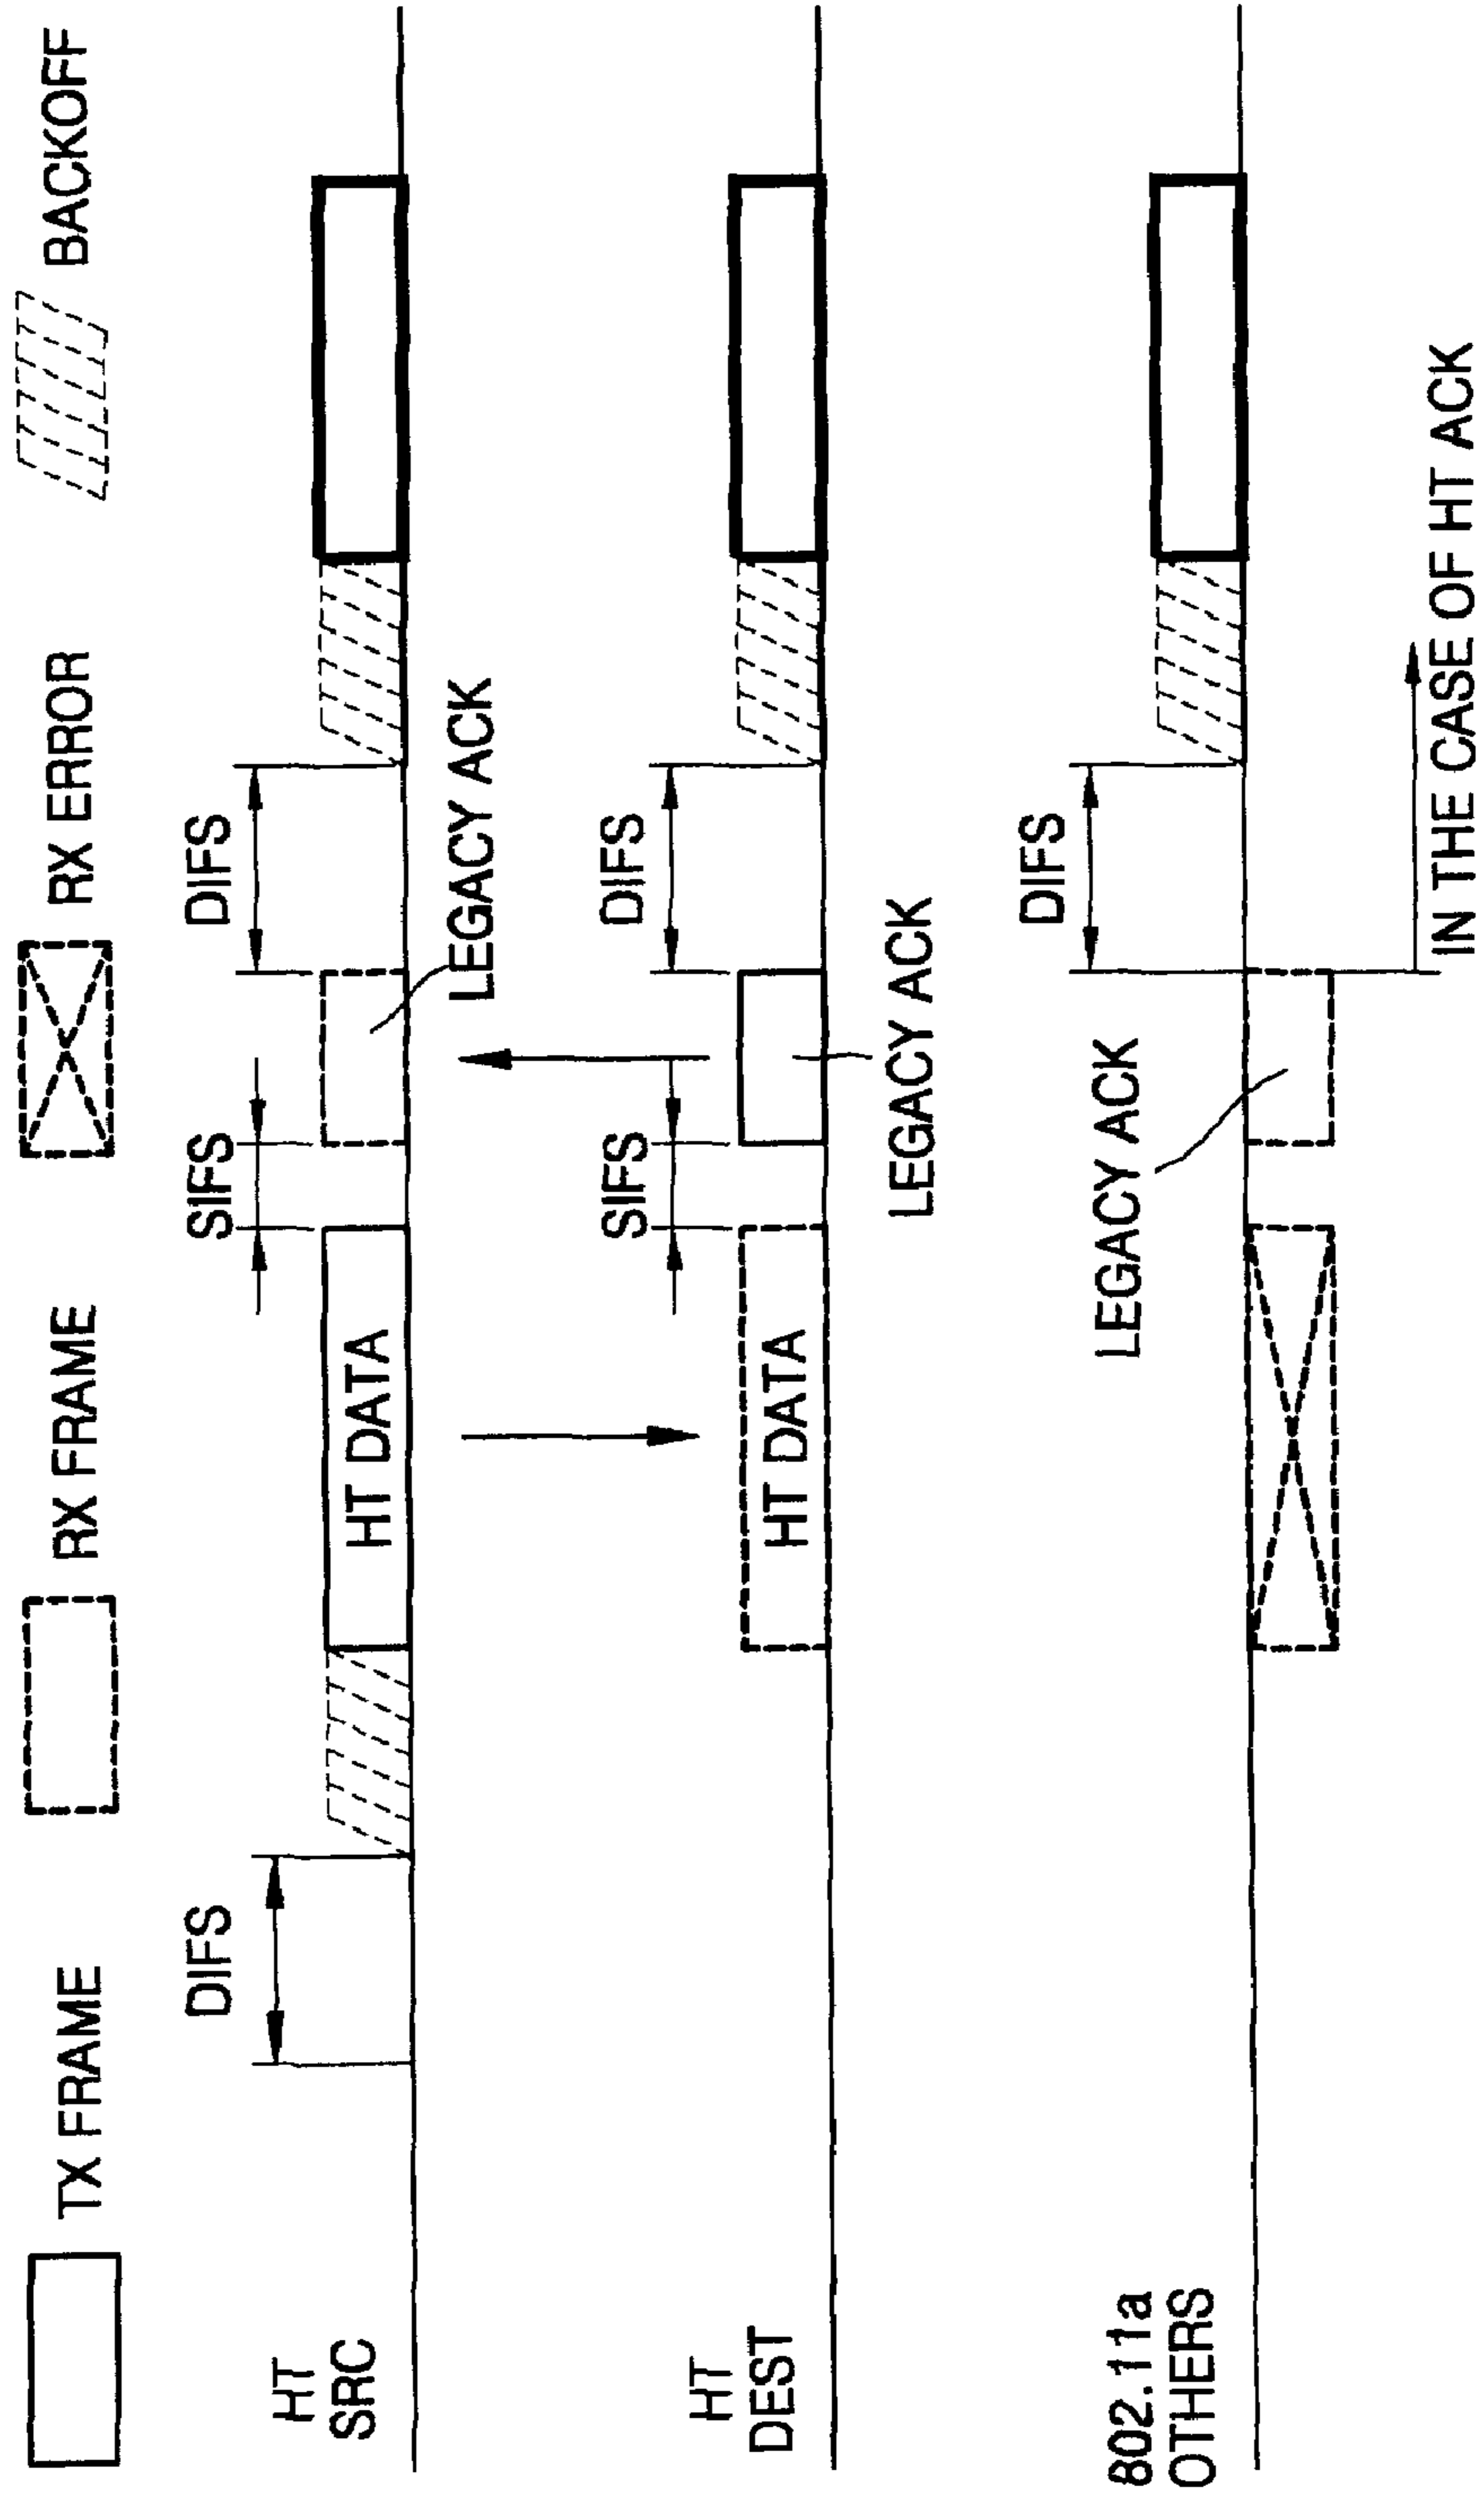 TX FRAME
RX FRAME
RX ERROR
BACKOFF
HT
SRC
DIFS
HT DATA
SIFS
LEGACY ACK
DIFS
HT
DEST
HT DATA
SIFS
LEGACY ACK
DIFS
802.11a
OTHERS
LEGACY ACK
DIFS
IN THE CASE OF HT ACK